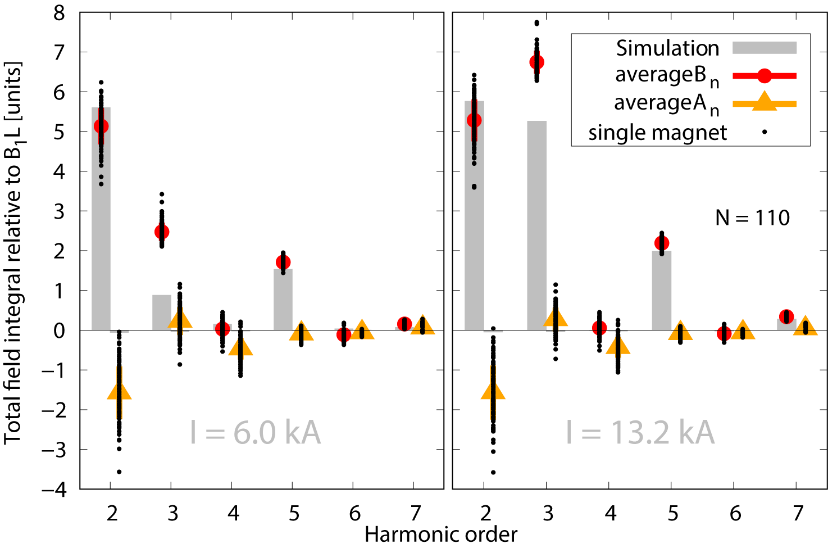 Total field integral relative to B1L [units]
8
7
6
5
4
3
2
1
0
−1
−2
−3
−4
I = 6.0 kA
2 3 4 5 6 7
Simulation
averageBn
averageAn
single magnet
N = 110
I = 13.2 kA
2 3 4 5 6 7
Harmonic order